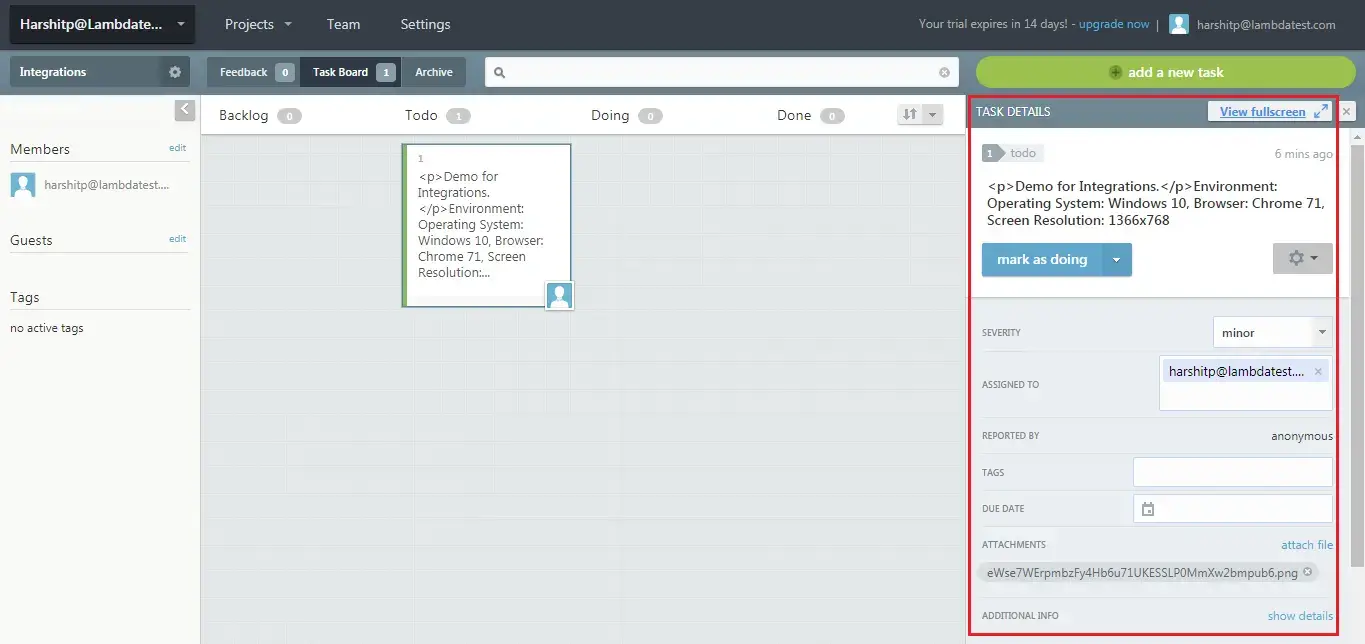 Harshitp@Lambdate... Projects Team Settings Your trial expires in 14 days! - upgrade now | harshitp@lambdatest.com
Integrations Feedback 0 Task Board 1 Archive add a new task
Backlog 0 Todo 1 Doing 0 Done 0
Members edit
harshitp@lambdatest....
Guests edit
Tags
no active tags
1
<p>Demo for
Integrations.
</p>Environment:
Operating System:
Windows 10, Browser:
Chrome 71, Screen
Resolution:...
TASK DETAILS View fullscreen
1 todo 6 mins ago
<p>Demo for Integrations.</p>Environment:
Operating System: Windows 10, Browser: Chrome 71,
Screen Resolution: 1366x768
mark as doing
SEVERITY minor
ASSIGNED TO harshitp@lambdatest....
REPORTED BY anonymous
TAGS
DUE DATE
ATTACHMENTS attach file
eWse7WErpmbzFy4Hb6u71UKESSLP0MmXw2bmpub6.png
ADDITIONAL INFO show details